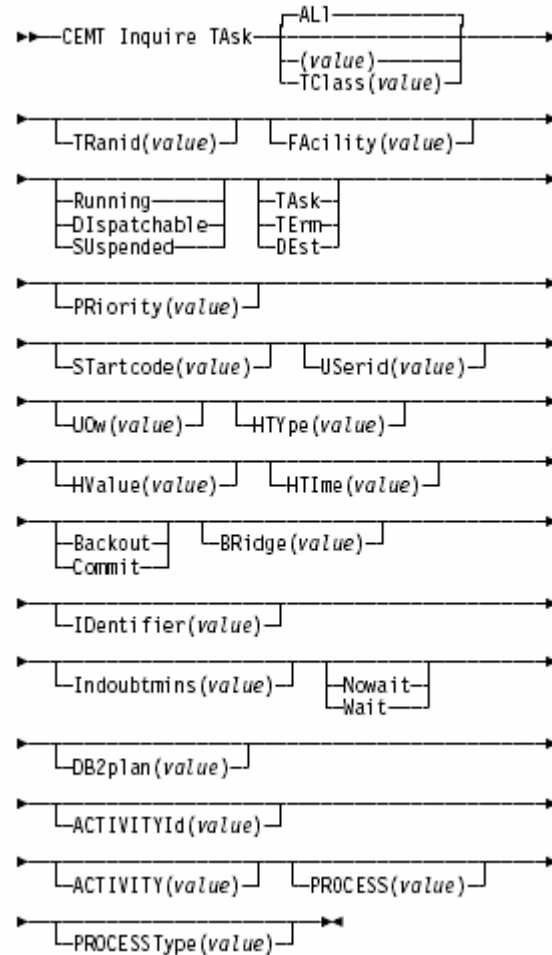 ALl
CEMT Inquire TAsk
(value)
TClass(value)
TRanid(value) FAcility(value)
Running TAsk
DIspatchable TErm
SUspended DEst
PRiority(value)
STartcode(value) USerid(value)
UOw(value) HTYpe(value)
HValue(value) HTIme(value)
Backout BRidge(value)
Commit
IDentifier(value)
Indoubtmins(value) Nowait
Wait
DB2plan(value)
ACTIVITYId(value)
ACTIVITY(value) PROCESS(value)
PROCESSType(value)